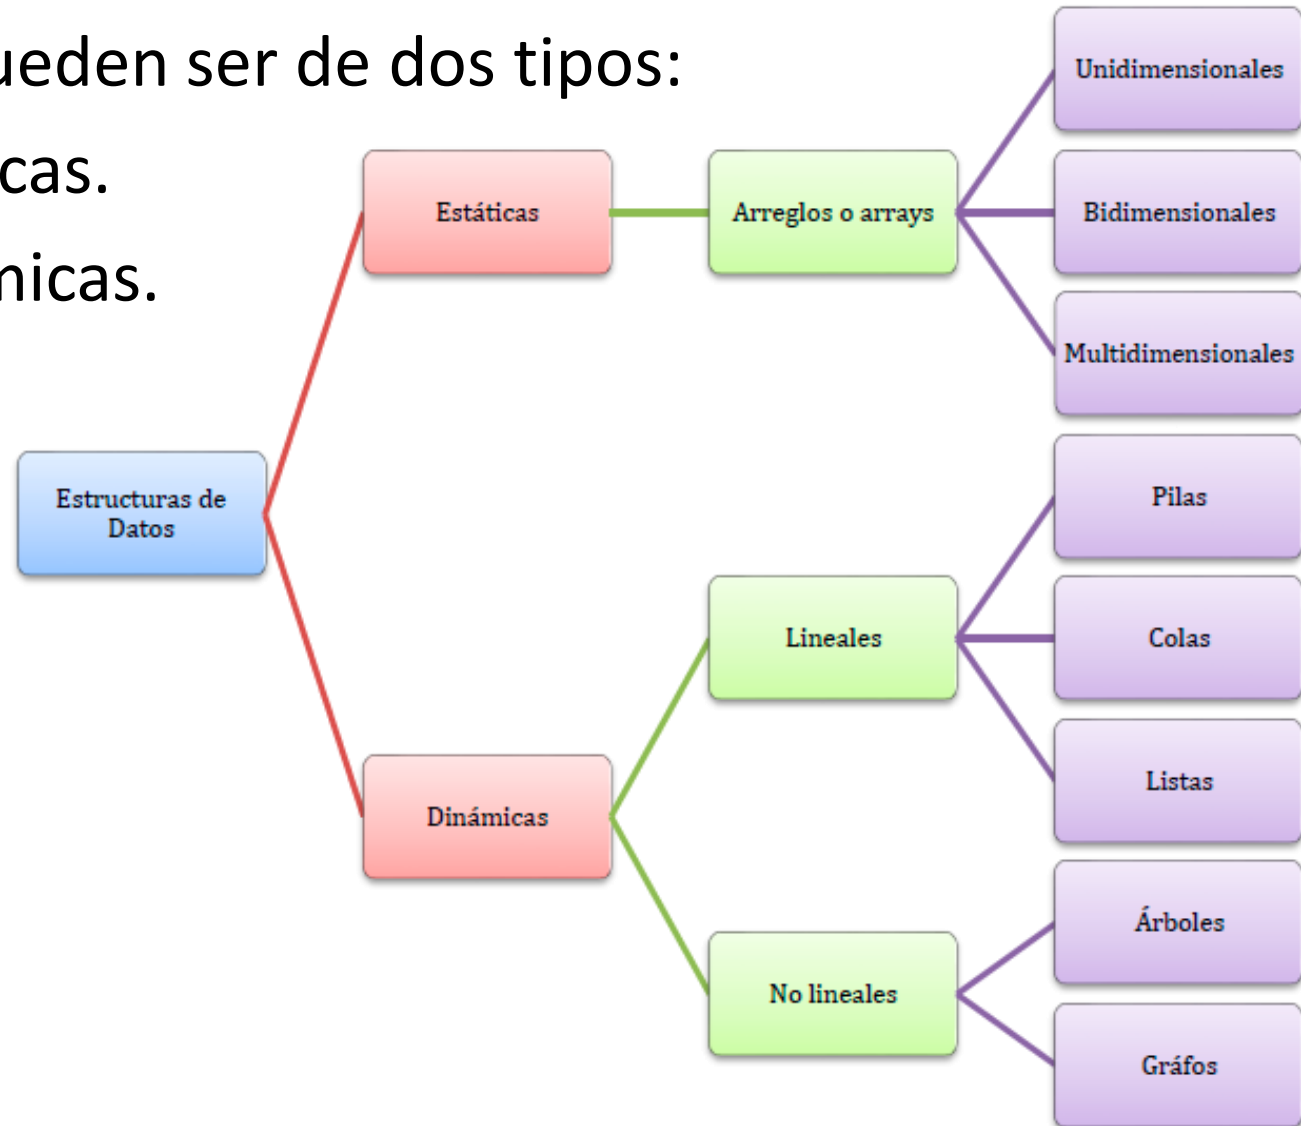 ueden ser de dos tipos:
cas.
micas.
Estructuras de
Datos
Estáticas
Arreglos o arrays
Unidimensionales
Bidimensionales
Multidimensionales
Dinámicas
Lineales
Pilas
Colas
Listas
No lineales
Árboles
Gráfos